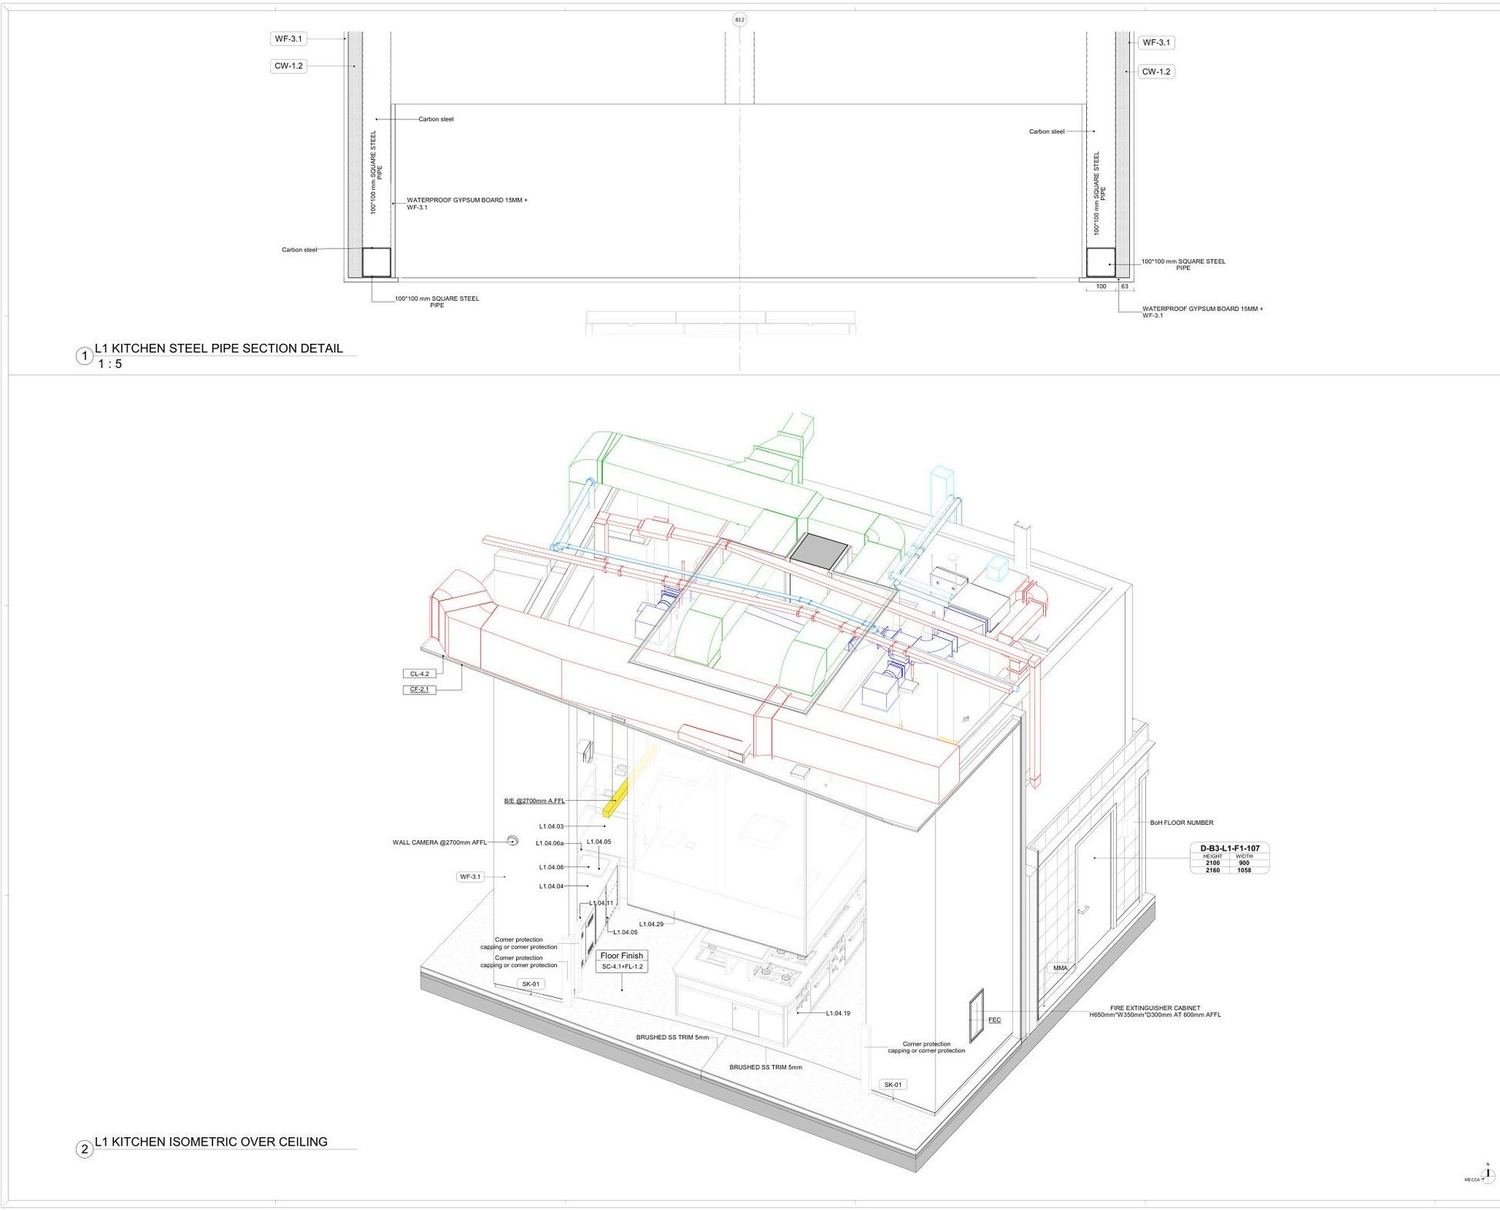 B3.2
WF-3.1
CW-1.2
WF-3.1
CW-1.2
Carbon steel
Carbon steel
100*100 mm SQUARE STEEL
PIPE
100*100 mm SQUARE STEEL
PIPE
WATERPROOF GYPSUM BOARD 15MM +
WF-3.1
Carbon steel
100*100 mm SQUARE STEEL
PIPE
100*100 mm SQUARE STEEL
PIPE
100
63
WATERPROOF GYPSUM BOARD 15MM +
WF-3.1
1
L1 KITCHEN STEEL PIPE SECTION DETAIL
1 : 5
CL-4.2
CF-2.1
B/E @2700mm A.FFL
L1.04.03
WALL CAMERA @2700mm AFFL
L1.04.06a
L1.04.05
L1.04.06
WF-3.1
L1.04.04
L1.04.11
L1.04.29
L1.04.05
Corner protection
capping or corner protection
Corner protection
capping or corner protection
Floor Finish
SC-4.1+FL-1.2
SK-01
L1.04.19
BRUSHED SS TRIM 5mm
BRUSHED SS TRIM 5mm
Corner protection
capping or corner protection
SK-01
FEC
FIRE EXTINGUISHER CABINET
H650mm*W350mm*D300mm AT 600mm AFFL
MMA
BoH FLOOR NUMBER
D-B3-L1-F1-107
HEIGHT WIDTH
2100 900
2160 1058
2
L1 KITCHEN ISOMETRIC OVER CEILING
N
MECCA